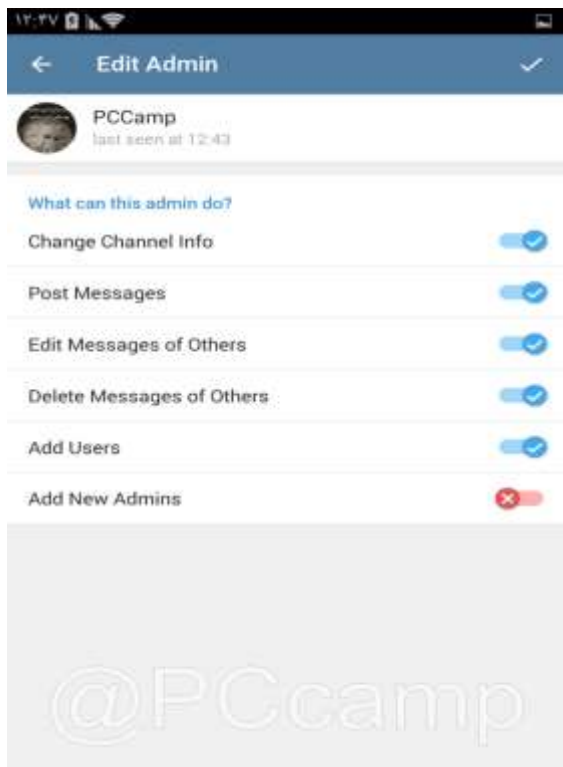 ۱۲:۳۷
Edit Admin
PCCamp
last seen at 12:43
What can this admin do?
Change Channel Info
Post Messages
Edit Messages of Others
Delete Messages of Others
Add Users
Add New Admins
@PCcamp